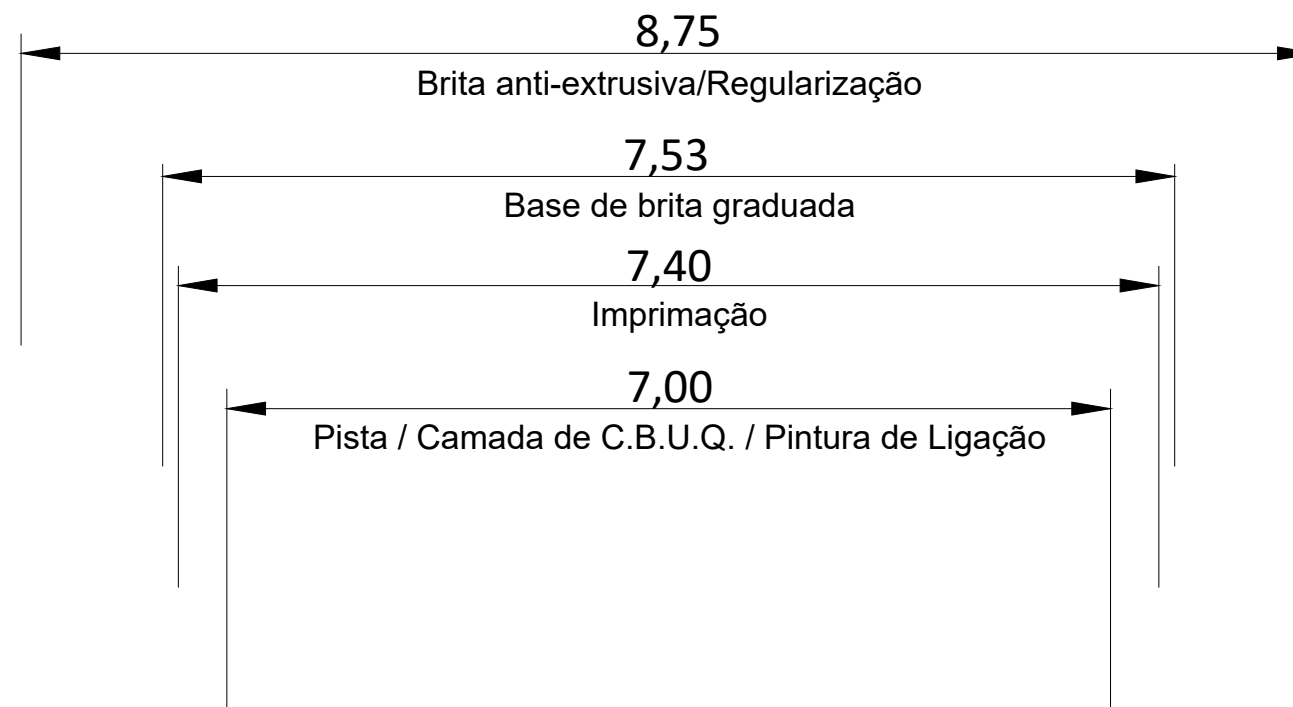 8,75
Brita anti-extrusiva/Regularização
7,53
Base de brita graduada
7,40
Imprimação
7,00
Pista / Camada de C.B.U.Q. / Pintura de Ligação